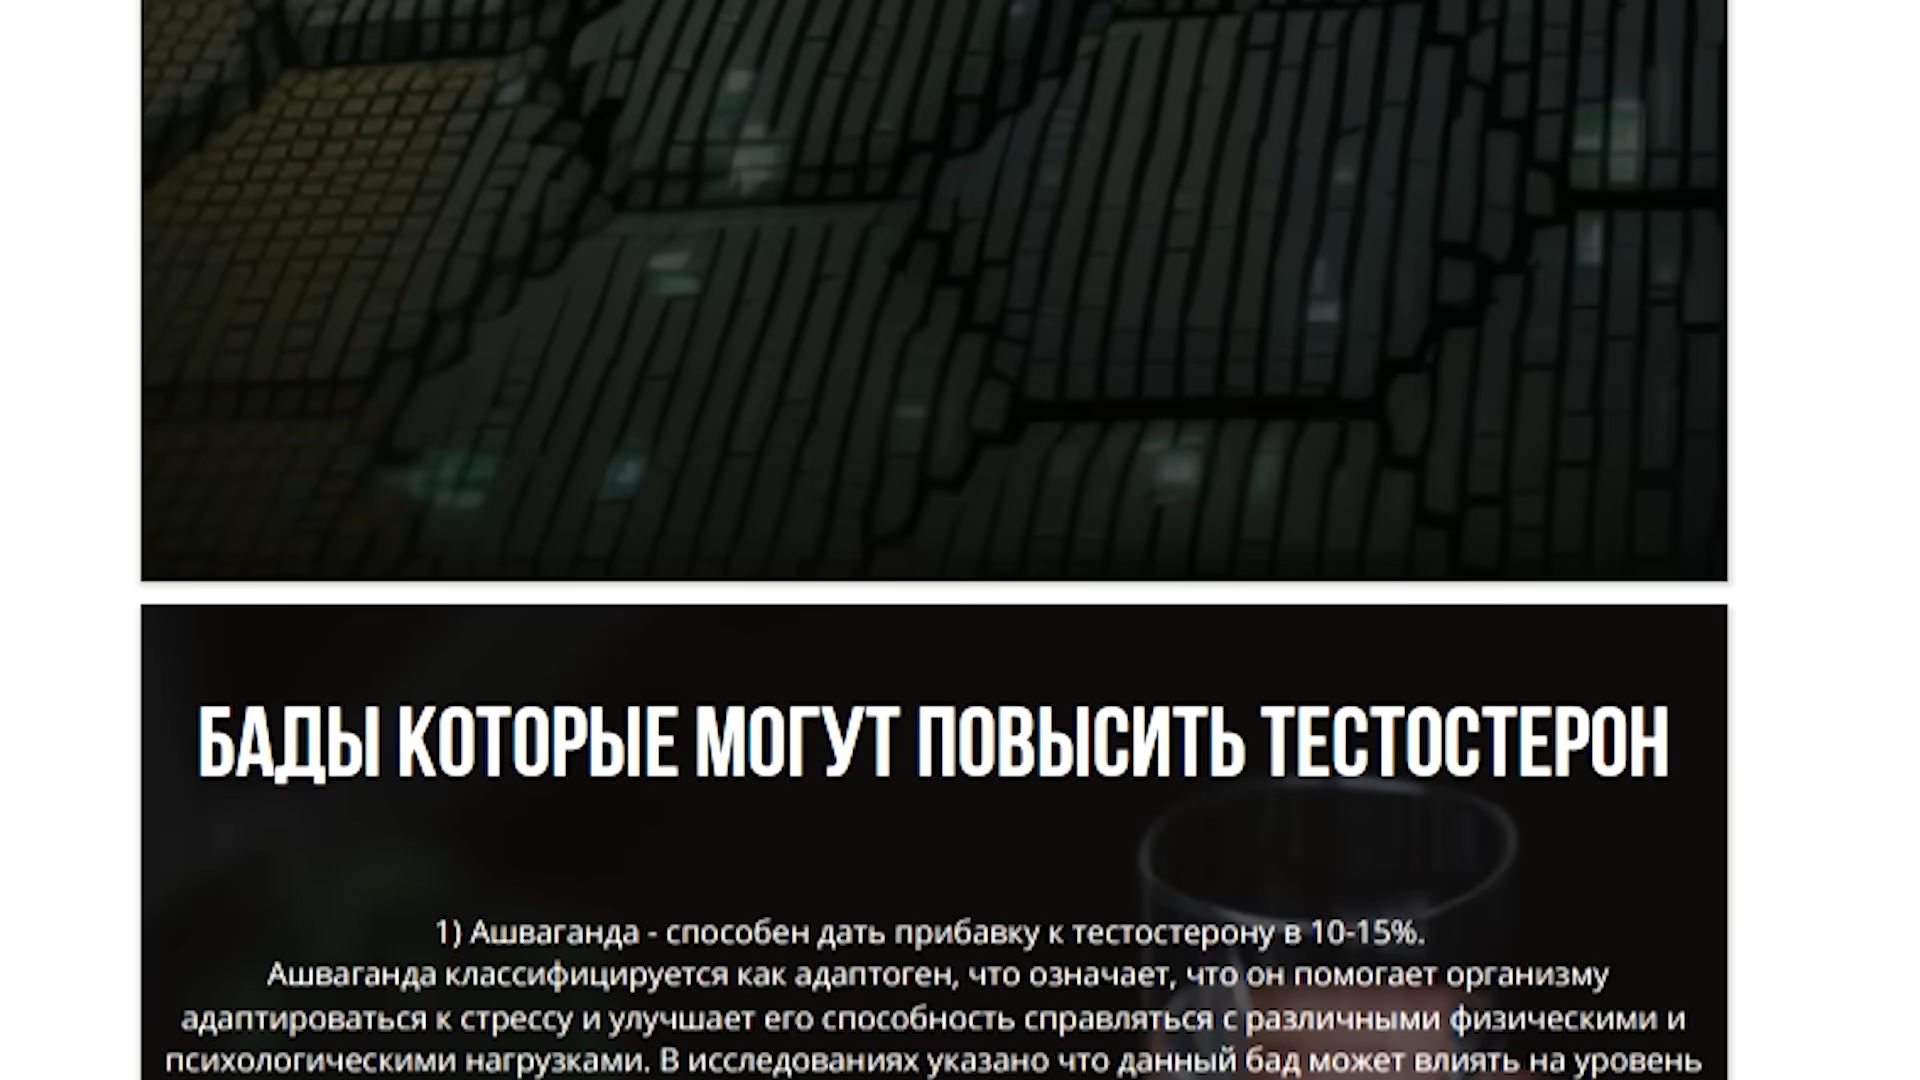 БАДЫ КОТОРЫЕ МОГУТ ПОВЫСИТЬ ТЕСТОСТЕРОН
1) Ашваганда - способен дать прибавку к тестостерону в 10-15%.
Ашваганда классифицируется как адаптоген, что означает, что он помогает организму
адаптироваться к стрессу и улучшает его способность справляться с различными физическими и
психологическими нагрузками. В исследованиях указано что данный бад может влиять на уровень